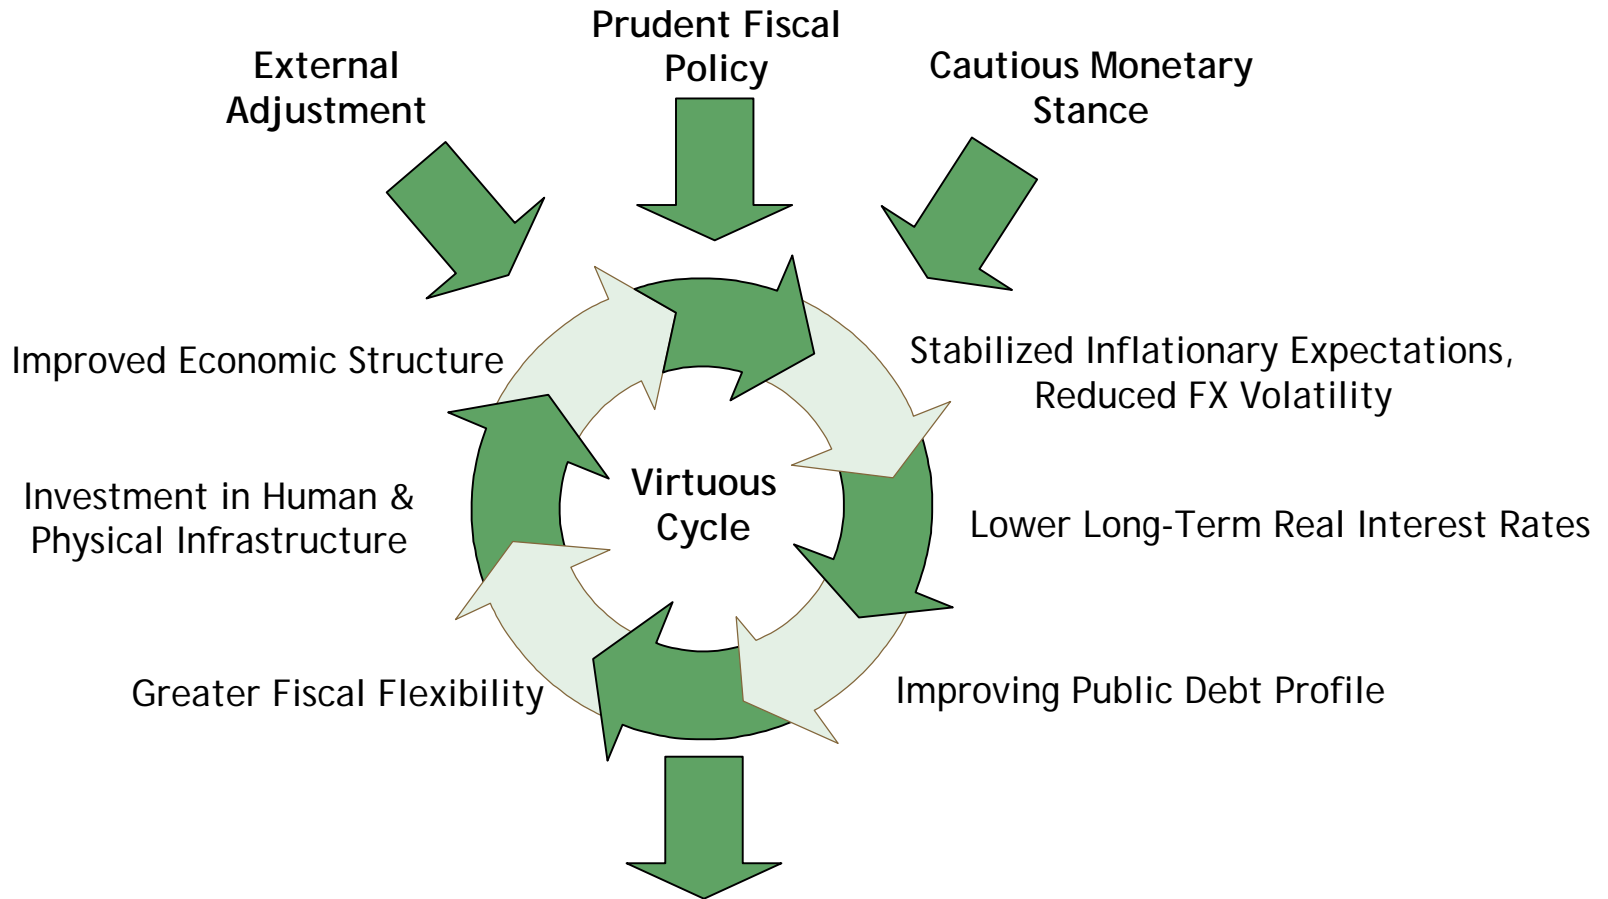 Prudent Fiscal
Policy
External
Adjustment
Cautious Monetary
Stance
Improved Economic Structure
Stabilized Inflationary Expectations,
Reduced FX Volatility
Virtuous
Cycle
Investment in Human &
Physical Infrastructure
Lower Long-Term Real Interest Rates
Greater Fiscal Flexibility
Improving Public Debt Profile